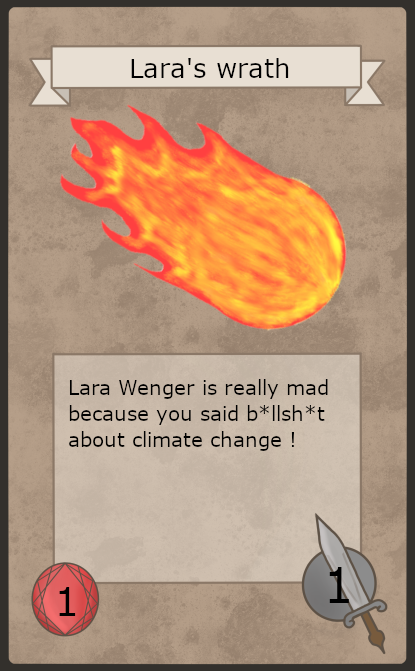 Lara's wrath
Lara Wenger is really mad
because you said b*llsh*t
about climate change !
1
1